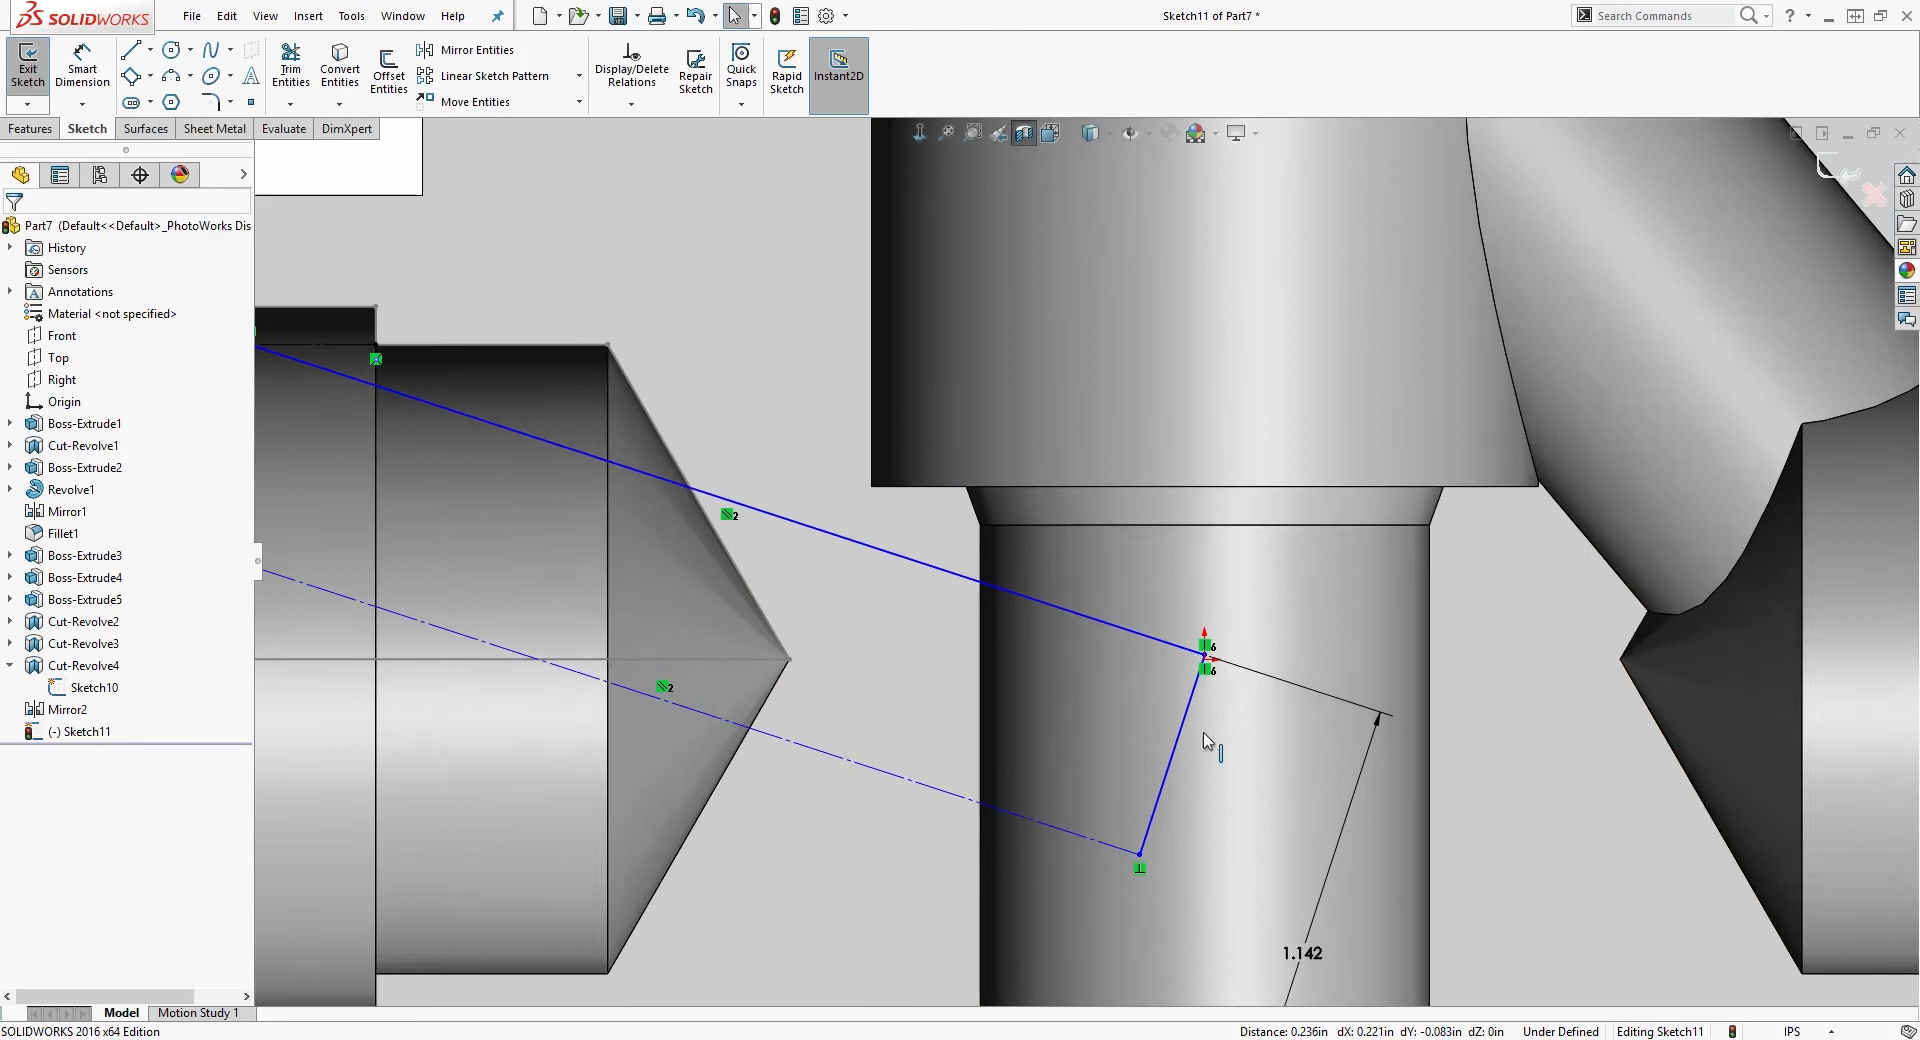 SOLIDWORKS
File Edit View Insert Tools Window Help
Sketch11 of Part7 *
Search Commands
?
Exit Sketch
Smart Dimension
Trim Entities
Convert Entities
Offset Entities
Mirror Entities
Linear Sketch Pattern
Move Entities
Display/Delete Relations
Repair Sketch
Quick Snaps
Rapid Sketch
Instant2D
Features Sketch Surfaces Sheet Metal Evaluate DimXpert
Part7 (Default<<Default>_PhotoWorks Dis
History
Sensors
Annotations
Material <not specified>
Front
Top
Right
Origin
Boss-Extrude1
Cut-Revolve1
Boss-Extrude2
Revolve1
Mirror1
Fillet1
Boss-Extrude3
Boss-Extrude4
Boss-Extrude5
Cut-Revolve2
Cut-Revolve3
Cut-Revolve4
Sketch10
Mirror2
(-) Sketch11
2
6
6
2
1.142
Model Motion Study 1
SOLIDWORKS 2016 x64 Edition
Distance: 0.236in dX: 0.221in dY: -0.083in dZ: 0in Under Defined Editing Sketch11 IPS